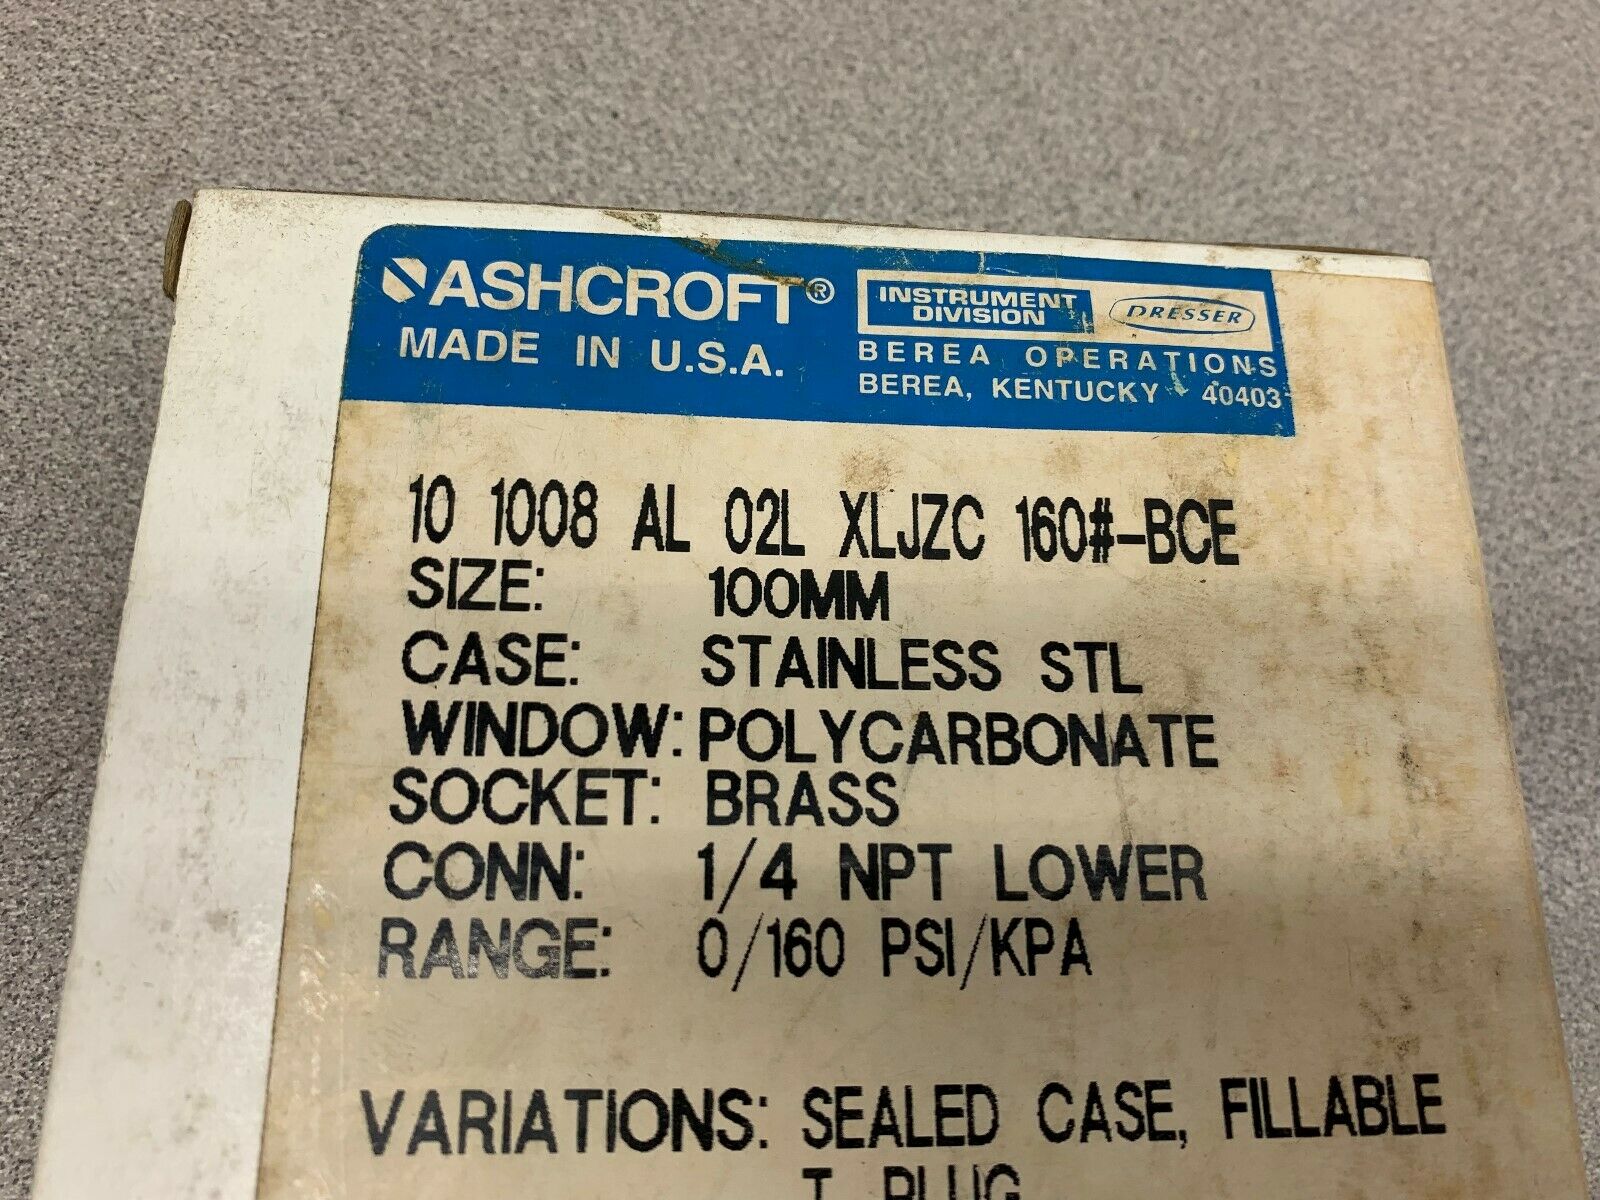 ASHCROFT®
MADE IN U.S.A.
INSTRUMENT
DIVISION
DRESSER
BEREA OPERATIONS
BEREA, KENTUCKY 40403
10 1008 AL 02L XLJZC 160#-BCE
SIZE: 100MM
CASE: STAINLESS STL
WINDOW: POLYCARBONATE
SOCKET: BRASS
CONN: 1/4 NPT LOWER
RANGE: 0/160 PSI/KPA
VARIATIONS: SEALED CASE, FILLABLE
PLUG